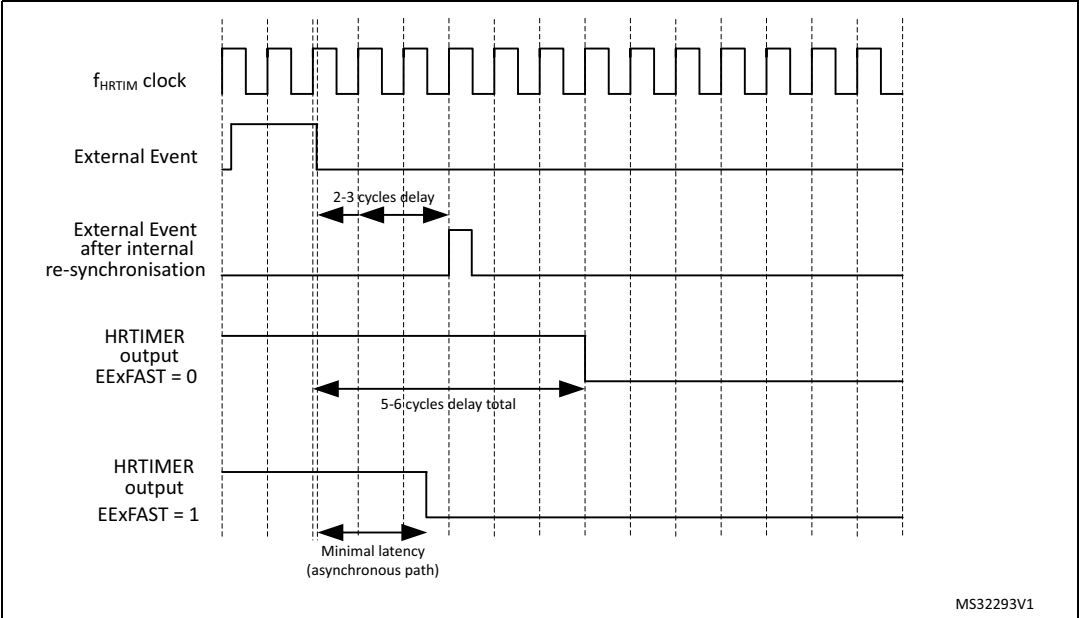 fHRTIM clock
External Event
2-3 cycles delay
External Event
after internal
re-synchronisation
HRTIMER
output
EExFAST = 0
5-6 cycles delay total
HRTIMER
output
EExFAST = 1
Minimal latency
(asynchronous path)
MS32293V1